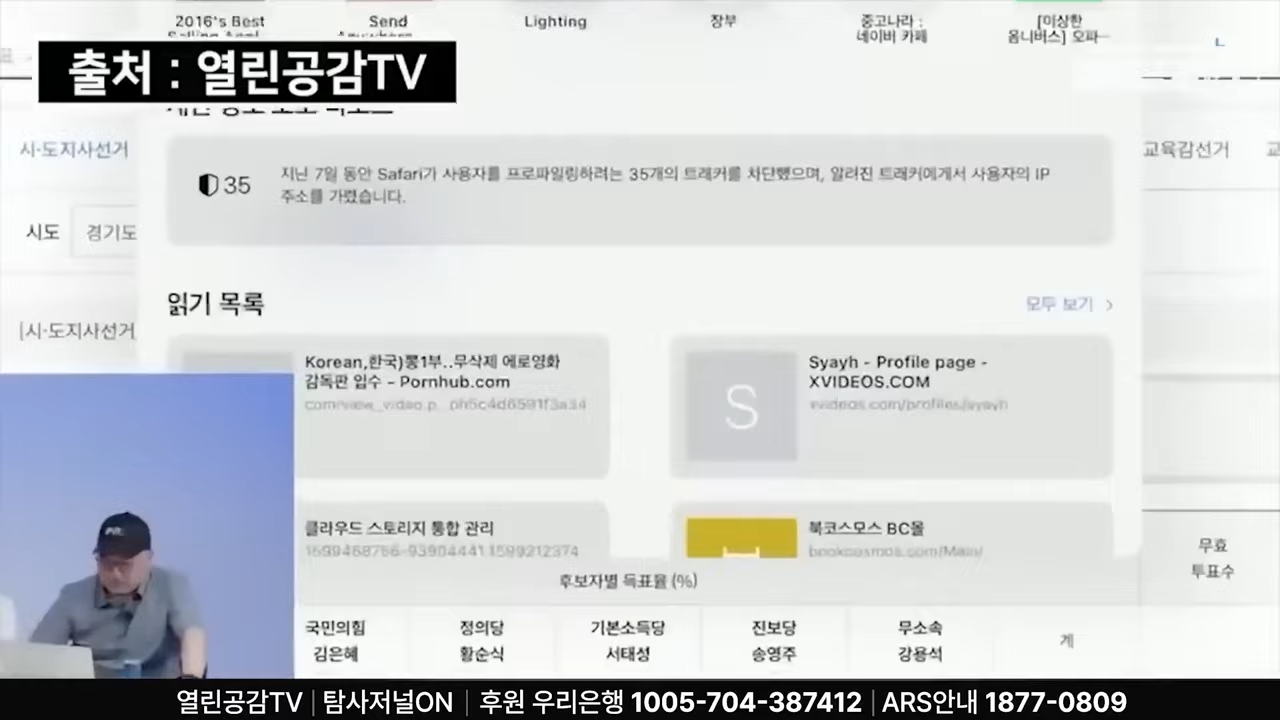 2016's Best
Send
Lighting
장부
중고나라 :
네이버 카페
[미상한
옴니버스] 오파…
출처 : 열린공감TV
35
지난 7일 동안 Safari가 사용자를 프로파일링하려는 35개의 트래커를 차단했으며, 알려진 트래커에게서 사용자의 IP
주소를 가렸습니다.
시·도지사선거
교육감선거
시도
경기도
읽기 목록
모두 보기 >
[시·도지사선거
Korean,한국)뽕1부..무삭제 에로영화
감독판 입수 - Pornhub.com
com/view_video.p…ph5c4d6591f3a34
S
Syayh - Profile page -
XVIDEOS.COM
xvideos.com/profiles/syayh
클라우드 스토리지 통합 관리
북코스모스 BC몰
bookcosmos.com/Main/
후보자별 득표율 (%)
무효
투표수
국민의힘
김은혜
정의당
황순식
기본소득당
서태성
진보당
송영주
무소속
강용석
계
열린공감TV | 탐사저널ON | 후원 우리은행 1005-704-387412 | ARS안내 1877-0809